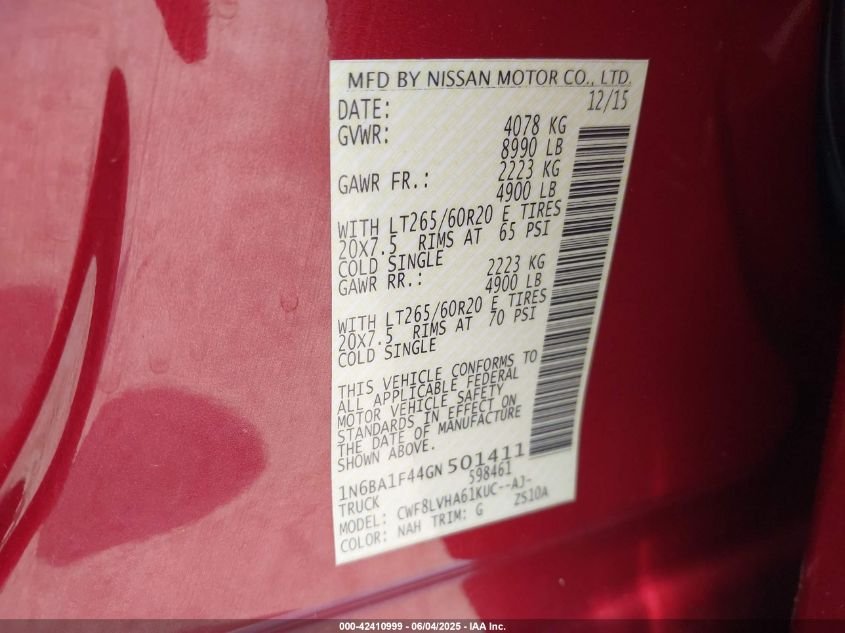 MFD BY NISSAN MOTOR CO., LTD.
DATE: 12/15
GVWR: 4078 KG
8990 LB
GAWR FR.: 2223 KG
4900 LB
WITH LT265/60R20 E TIRES
20X7.5 RIMS AT 65 PSI
COLD SINGLE
GAWR RR.: 2223 KG
4900 LB
WITH LT265/60R20 E TIRES
20X7.5 RIMS AT 70 PSI
COLD SINGLE
THIS VEHICLE CONFORMS TO
ALL APPLICABLE FEDERAL
MOTOR VEHICLE SAFETY
STANDARDS IN EFFECT ON
THE DATE OF MANUFACTURE
SHOWN ABOVE.
1N6BA1F44GN501411
TRUCK 598461
MODEL: CWF8LVHA61KUC--AJ-
COLOR: NAH TRIM: G ZS10A
000-42410999 - 06/04/2025 - IAA Inc.